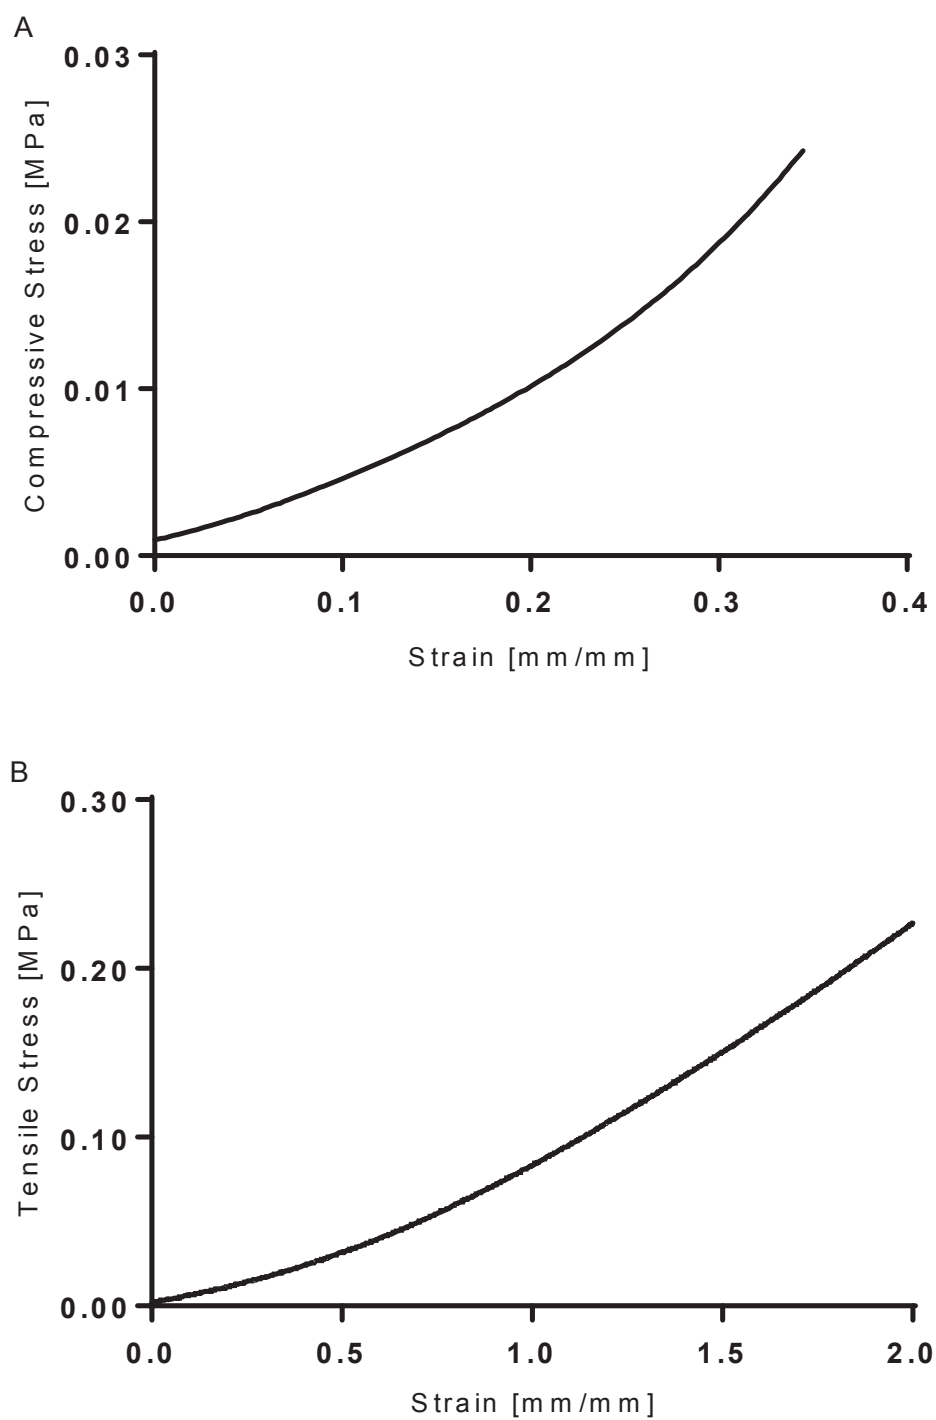 A
0.03
0.02
0.01
0.00
Compressive Stress [MPa]
0.0 0.1 0.2 0.3 0.4
Strain [mm/mm]
B
0.30
0.20
0.10
0.00
Tensile Stress [MPa]
0.0 0.5 1.0 1.5 2.0
Strain [mm/mm]